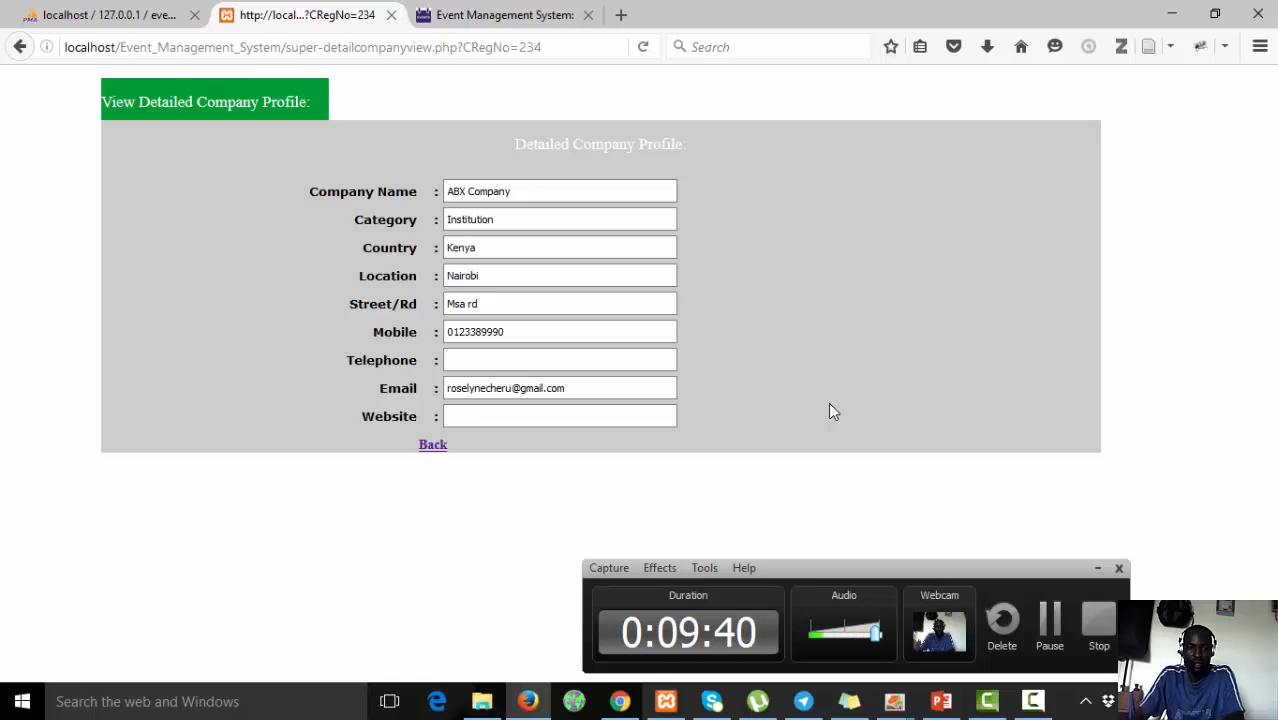 localhost / 127.0.0.1 / eve...
http://local...?CRegNo=234
Event Management System:
localhost/Event_Management_System/super-detailcompanyview.php?CRegNo=234
Search
View Detailed Company Profile:
Detailed Company Profile:
Company Name : ABX Company
Category : Institution
Country : Kenya
Location : Nairobi
Street/Rd : Msa rd
Mobile : 0123389990
Telephone :
Email : roselynecheru@gmail.com
Website :
Back
Capture Effects Tools Help
Duration Audio Webcam
0:09:40
Delete Pause Stop
Search the web and Windows